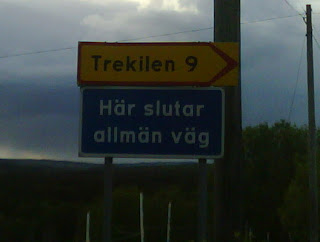 Trekilen 9
Här slutar
allmän väg